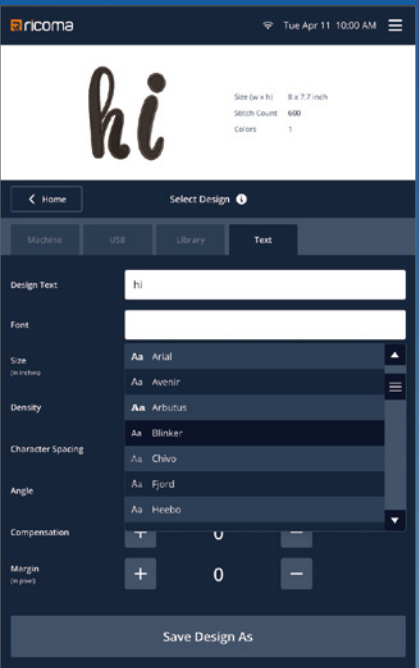 ricoma
Tue Apr 11 10:00 AM
hi
Size (w x h) 8 x 7.7 inch
Stitch Count 600
Colors 1
Home
Select Design
Machine USB Library Text
Design Text hi
Font
Size
(in inches)
Aa Arial
Aa Avenir
Density
Aa Arbutus
Aa Blinker
Character Spacing
Aa Chivo
Angle
Aa Fjord
Aa Heebo
Compensation + 0 −
Margin
(in pixel)
+ 0 −
Save Design As